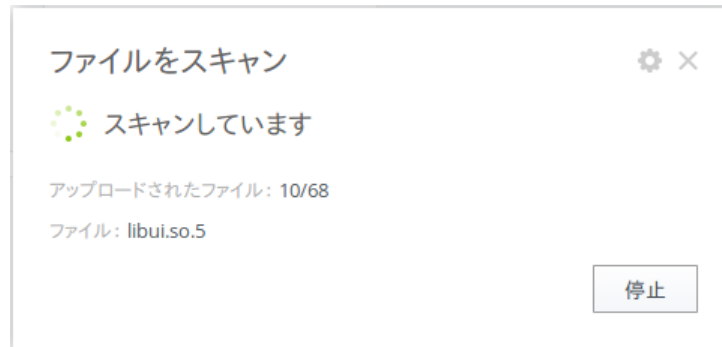 ファイルをスキャン
スキャンしています
アップロードされたファイル: 10/68
ファイル: libui.so.5
停止